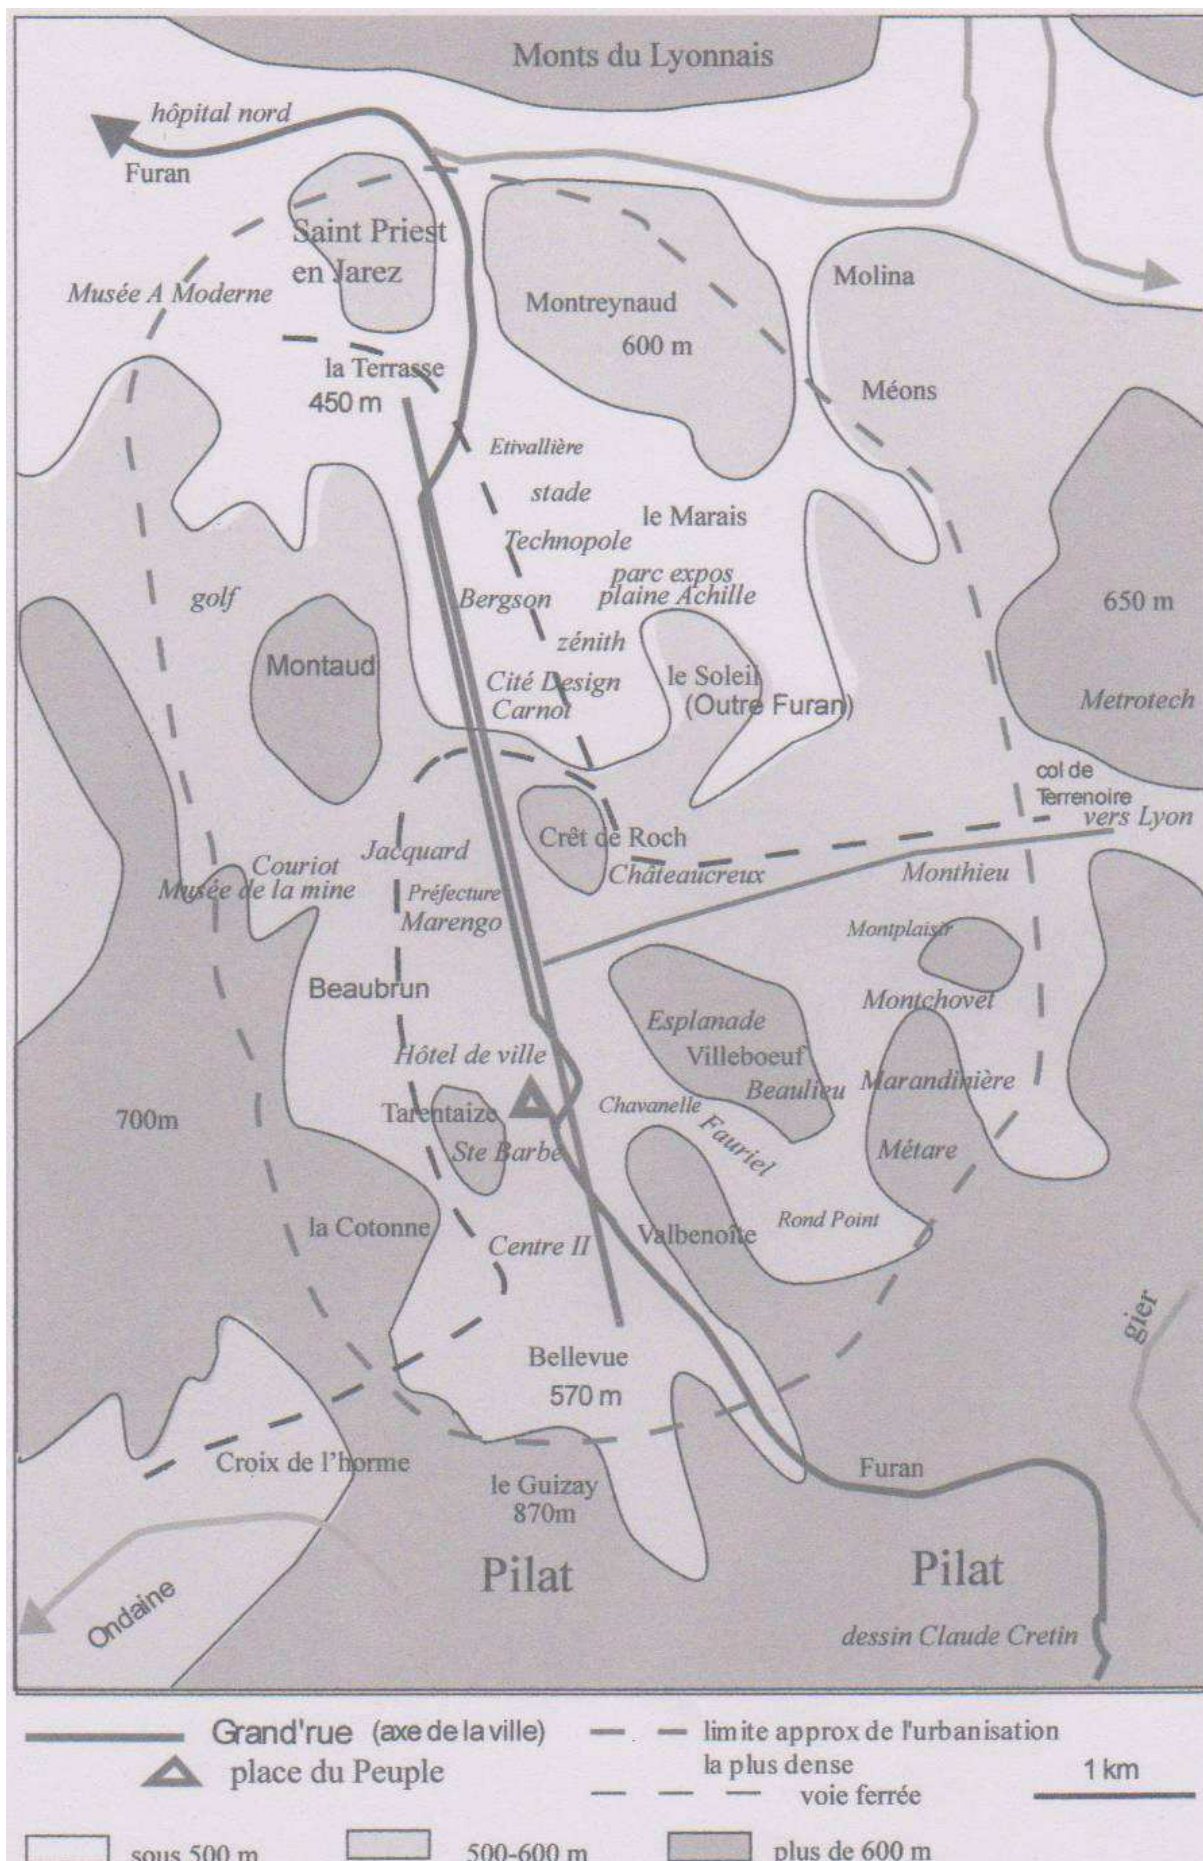 Monts du Lyonnais
hôpital nord
Furan
Saint Priest
en Jarez
Musée A Moderne
Montreynaud
600 m
Molina
la Terrasse
450 m
Méons
Etivallière
stade
le Marais
Technopole
parc expos
plaine Achille
golf
Bergson
650 m
zénith
Montaud
Cité Design
Carnot
le Soleil
(Outre Furan)
Metrotech
col de
Terrenoire
vers Lyon
Crêt de Roch
Jacquard
Couriot
Musée de la mine
Châteaucreux
Monthieu
Préfecture
Marengo
Montplaisir
Beaubrun
Montchovet
Esplanade
Hôtel de ville
Villeboeuf
Beaulieu
Marandinière
700m
Tarentaize
Chavanelle
Fauriel
Ste Barbe
Métare
la Cotonne
Centre II
Valbenoîte
Rond Point
gier
Bellevue
570 m
Croix de l'horme
le Guizay
870m
Furan
Pilat
Pilat
Ondaine
dessin Claude Cretin
Grand'rue (axe de la ville)
limite approx de l'urbanisation
la plus dense
place du Peuple
voie ferrée
1 km
sous 500 m
500-600 m
plus de 600 m